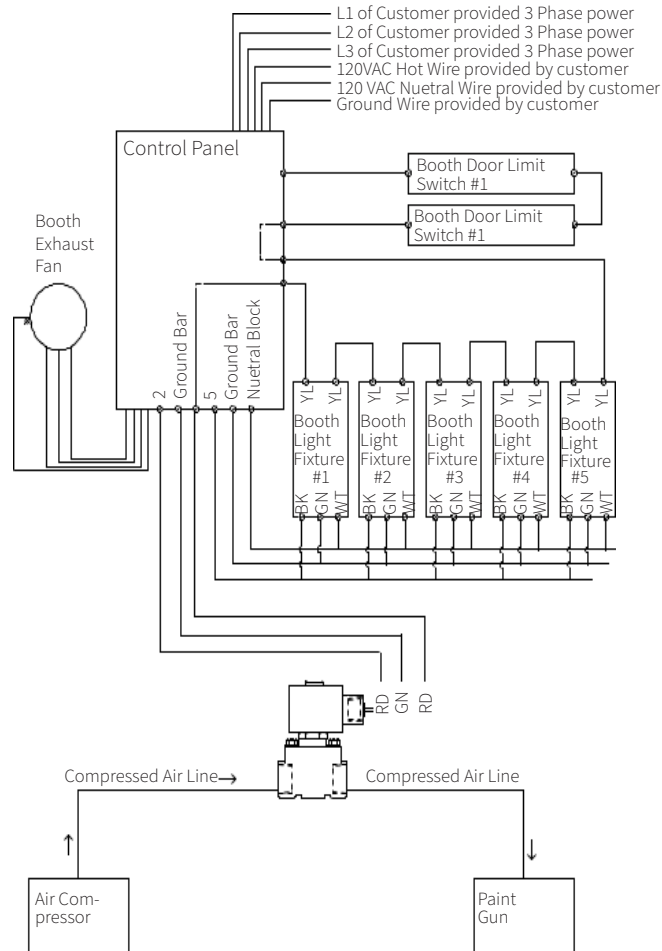 L1 of Customer provided 3 Phase power
L2 of Customer provided 3 Phase power
L3 of Customer provided 3 Phase power
120VAC Hot Wire provided by customer
120 VAC Nuetral Wire provided by customer
Ground Wire provided by customer
Control Panel
Booth Door Limit
Switch #1
Booth Door Limit
Switch #1
Booth
Exhaust
Fan
2
Ground Bar
5
Ground Bar
Nuetral Block
YL
YL
Booth
Light
Fixture
#1
BK
GN
WT
YL
YL
Booth
Light
Fixture
#2
BK
GN
WT
YL
YL
Booth
Light
Fixture
#3
BK
GN
WT
YL
YL
Booth
Light
Fixture
#4
BK
GN
WT
YL
YL
Booth
Light
Fixture
#5
BK
GN
WT
RD
GN
RD
Compressed Air Line
Compressed Air Line
Air Com-
pressor
Paint
Gun